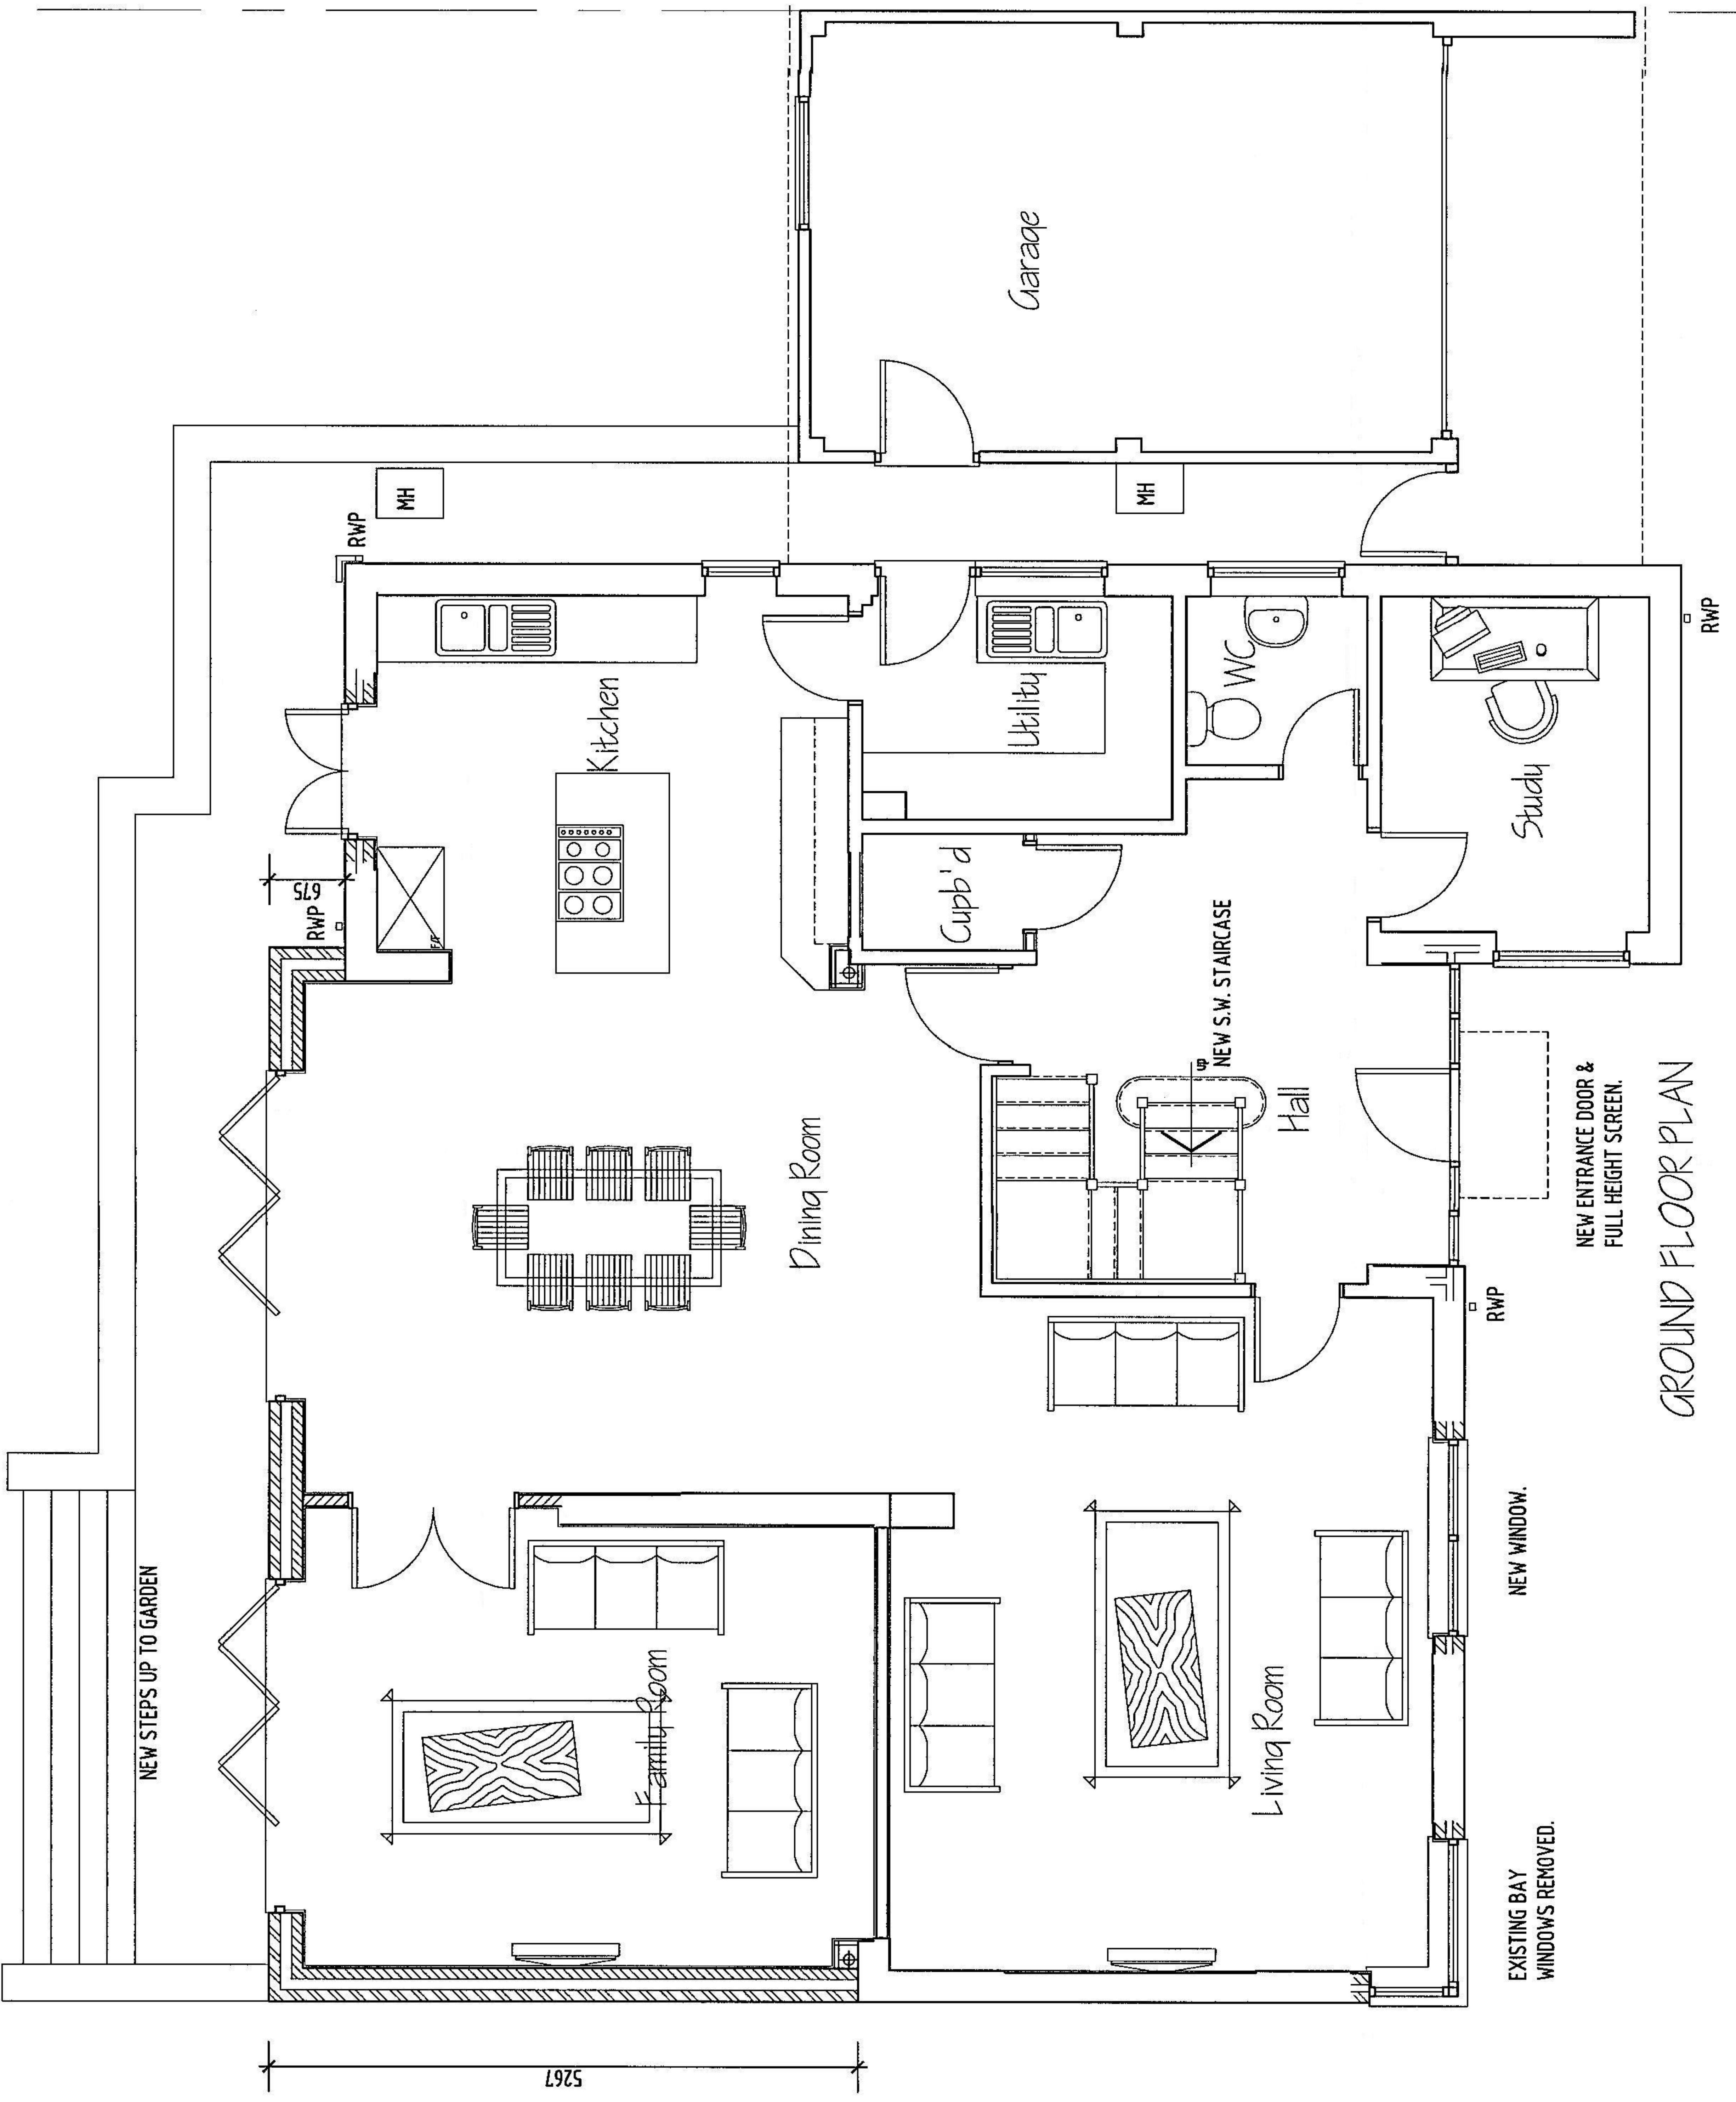 NEW STEPS UP TO GARDEN
5267
675
RWP
RWP
MH
F/F
Kitchen
Family Room
Dining Room
Utility
MH
Garage
Cupb'd
WC
Living Room
Hall
up
NEW S.W. STAIRCASE
Study
RWP
RWP
EXISTING BAY
WINDOWS REMOVED.
NEW WINDOW.
NEW ENTRANCE DOOR &
FULL HEIGHT SCREEN.
GROUND FLOOR PLAN